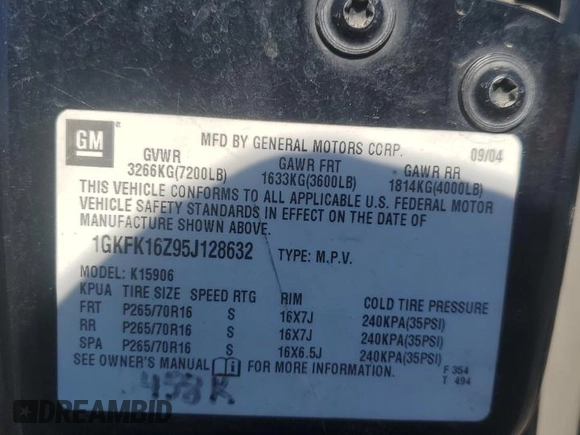 GM
MFD BY GENERAL MOTORS CORP. 09/04
GVWR GAWR FRT GAWR RR
3266KG(7200LB) 1633KG(3600LB) 1814KG(4000LB)
THIS VEHICLE CONFORMS TO ALL APPLICABLE U.S. FEDERAL MOTOR
VEHICLE SAFETY STANDARDS IN EFFECT ON THE DATE OF
MANUFACTURE SHOWN ABOVE.
1GKFK16Z95J128632 TYPE: M.P.V.
MODEL: K15906
KPUA TIRE SIZE SPEED RTG RIM COLD TIRE PRESSURE
FRT P265/70R16 S 16X7J 240KPA(35PSI)
RR P265/70R16 S 16X7J 240KPA(35PSI)
SPA P265/70R16 S 16X6.5J 240KPA(35PSI)
SEE OWNER'S MANUAL FOR MORE INFORMATION.
F 354
T 494
DREAMBID